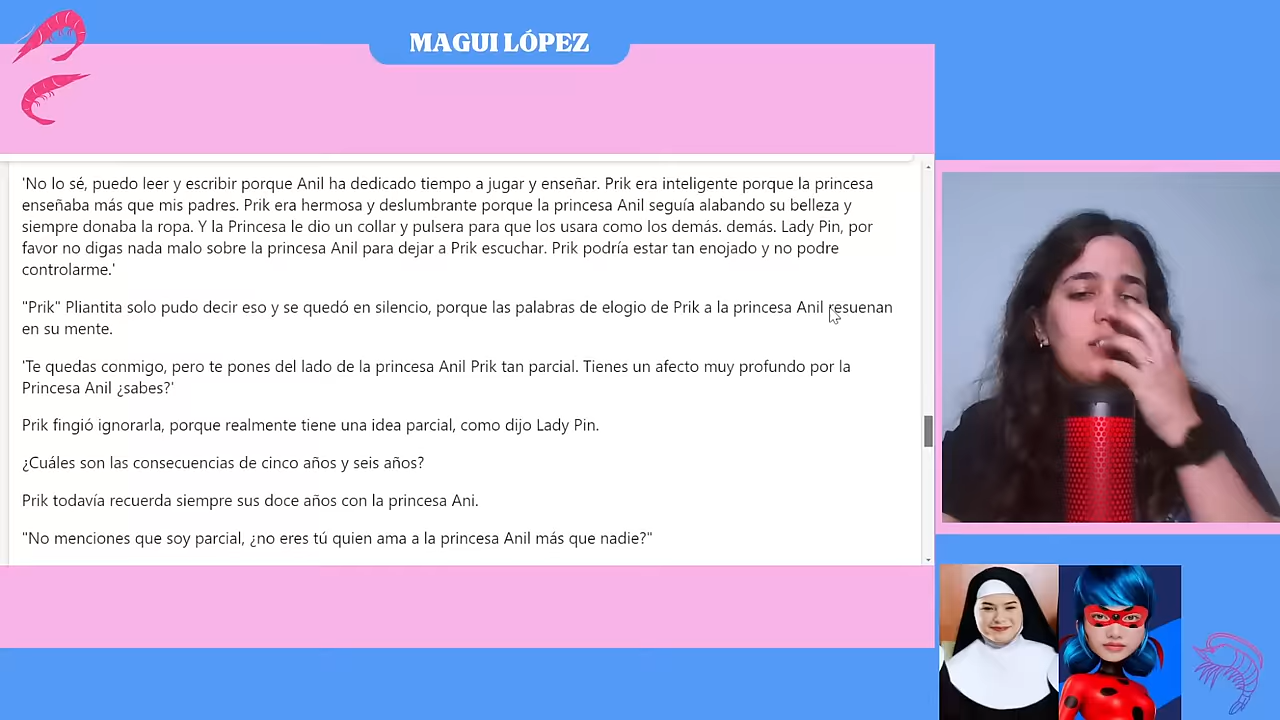 MAGUI LÓPEZ
'No lo sé, puedo leer y escribir porque Anil ha dedicado tiempo a jugar y enseñar. Prik era inteligente porque la princesa
enseñaba más que mis padres. Prik era hermosa y deslumbrante porque la princesa Anil seguía alabando su belleza y
siempre donaba la ropa. Y la Princesa le dio un collar y pulsera para que los usara como los demás. demás. Lady Pin, por
favor no digas nada malo sobre la princesa Anil para dejar a Prik escuchar. Prik podría estar tan enojado y no podre
controlarme.'
"Prik" Pliantita solo pudo decir eso y se quedó en silencio, porque las palabras de elogio de Prik a la princesa Anil resuenan
en su mente.
'Te quedas conmigo, pero te pones del lado de la princesa Anil Prik tan parcial. Tienes un afecto muy profundo por la
Princesa Anil ¿sabes?'
Prik fingió ignorarla, porque realmente tiene una idea parcial, como dijo Lady Pin.
¿Cuáles son las consecuencias de cinco años y seis años?
Prik todavía recuerda siempre sus doce años con la princesa Ani.
"No menciones que soy parcial, ¿no eres tú quien ama a la princesa Anil más que nadie?"